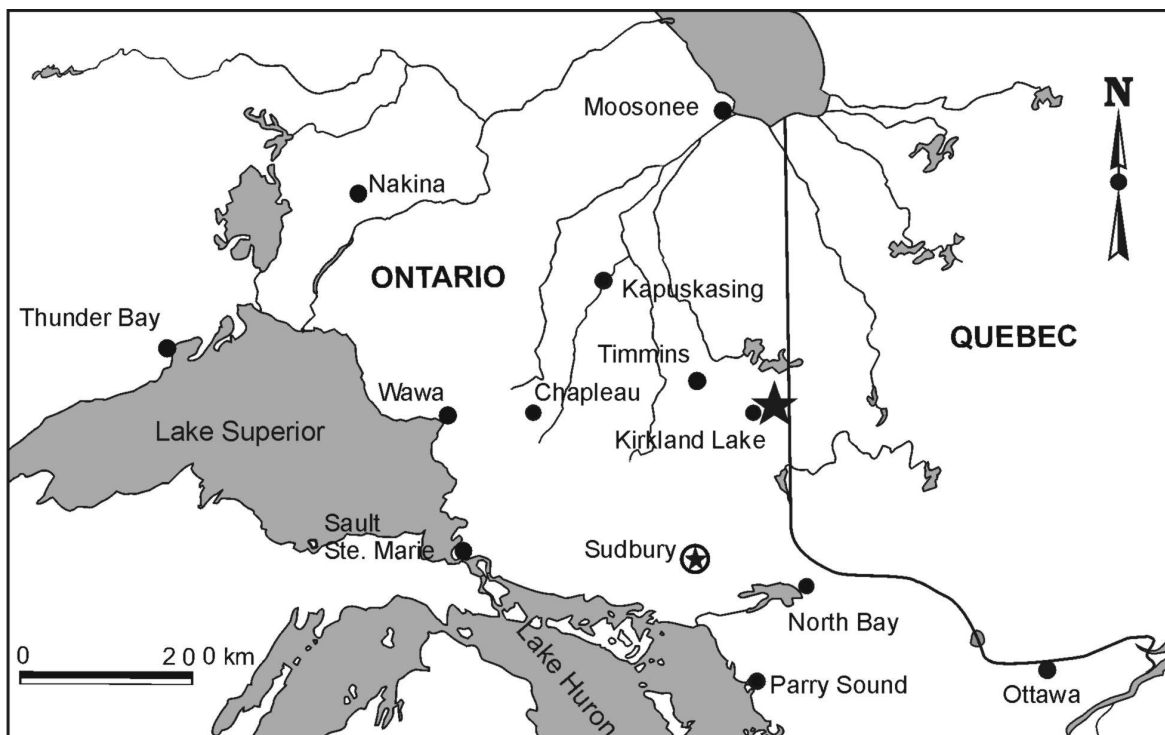 Moosonee
N
Nakina
ONTARIO
Kapuskasing
Thunder Bay
QUEBEC
Timmins
Wawa
Chapleau
Lake Superior
Kirkland Lake
Sault
Ste. Marie
Sudbury
North Bay
Lake Huron
0 200 km
Parry Sound
Ottawa